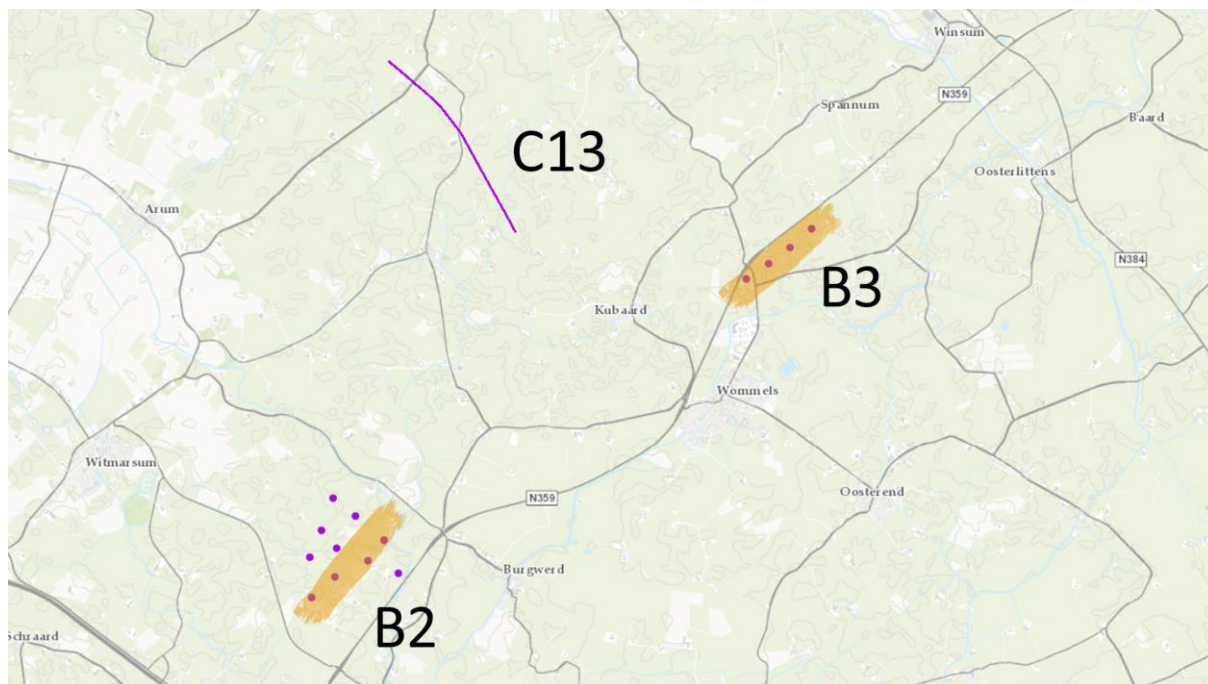 Winsum
N359
Spannum
Baard
C13
Oosterlittens
Arum
N384
B3
Kubaard
Wommels
Witmarsum
Oosterend
N359
Burgwerd
B2
Schraard